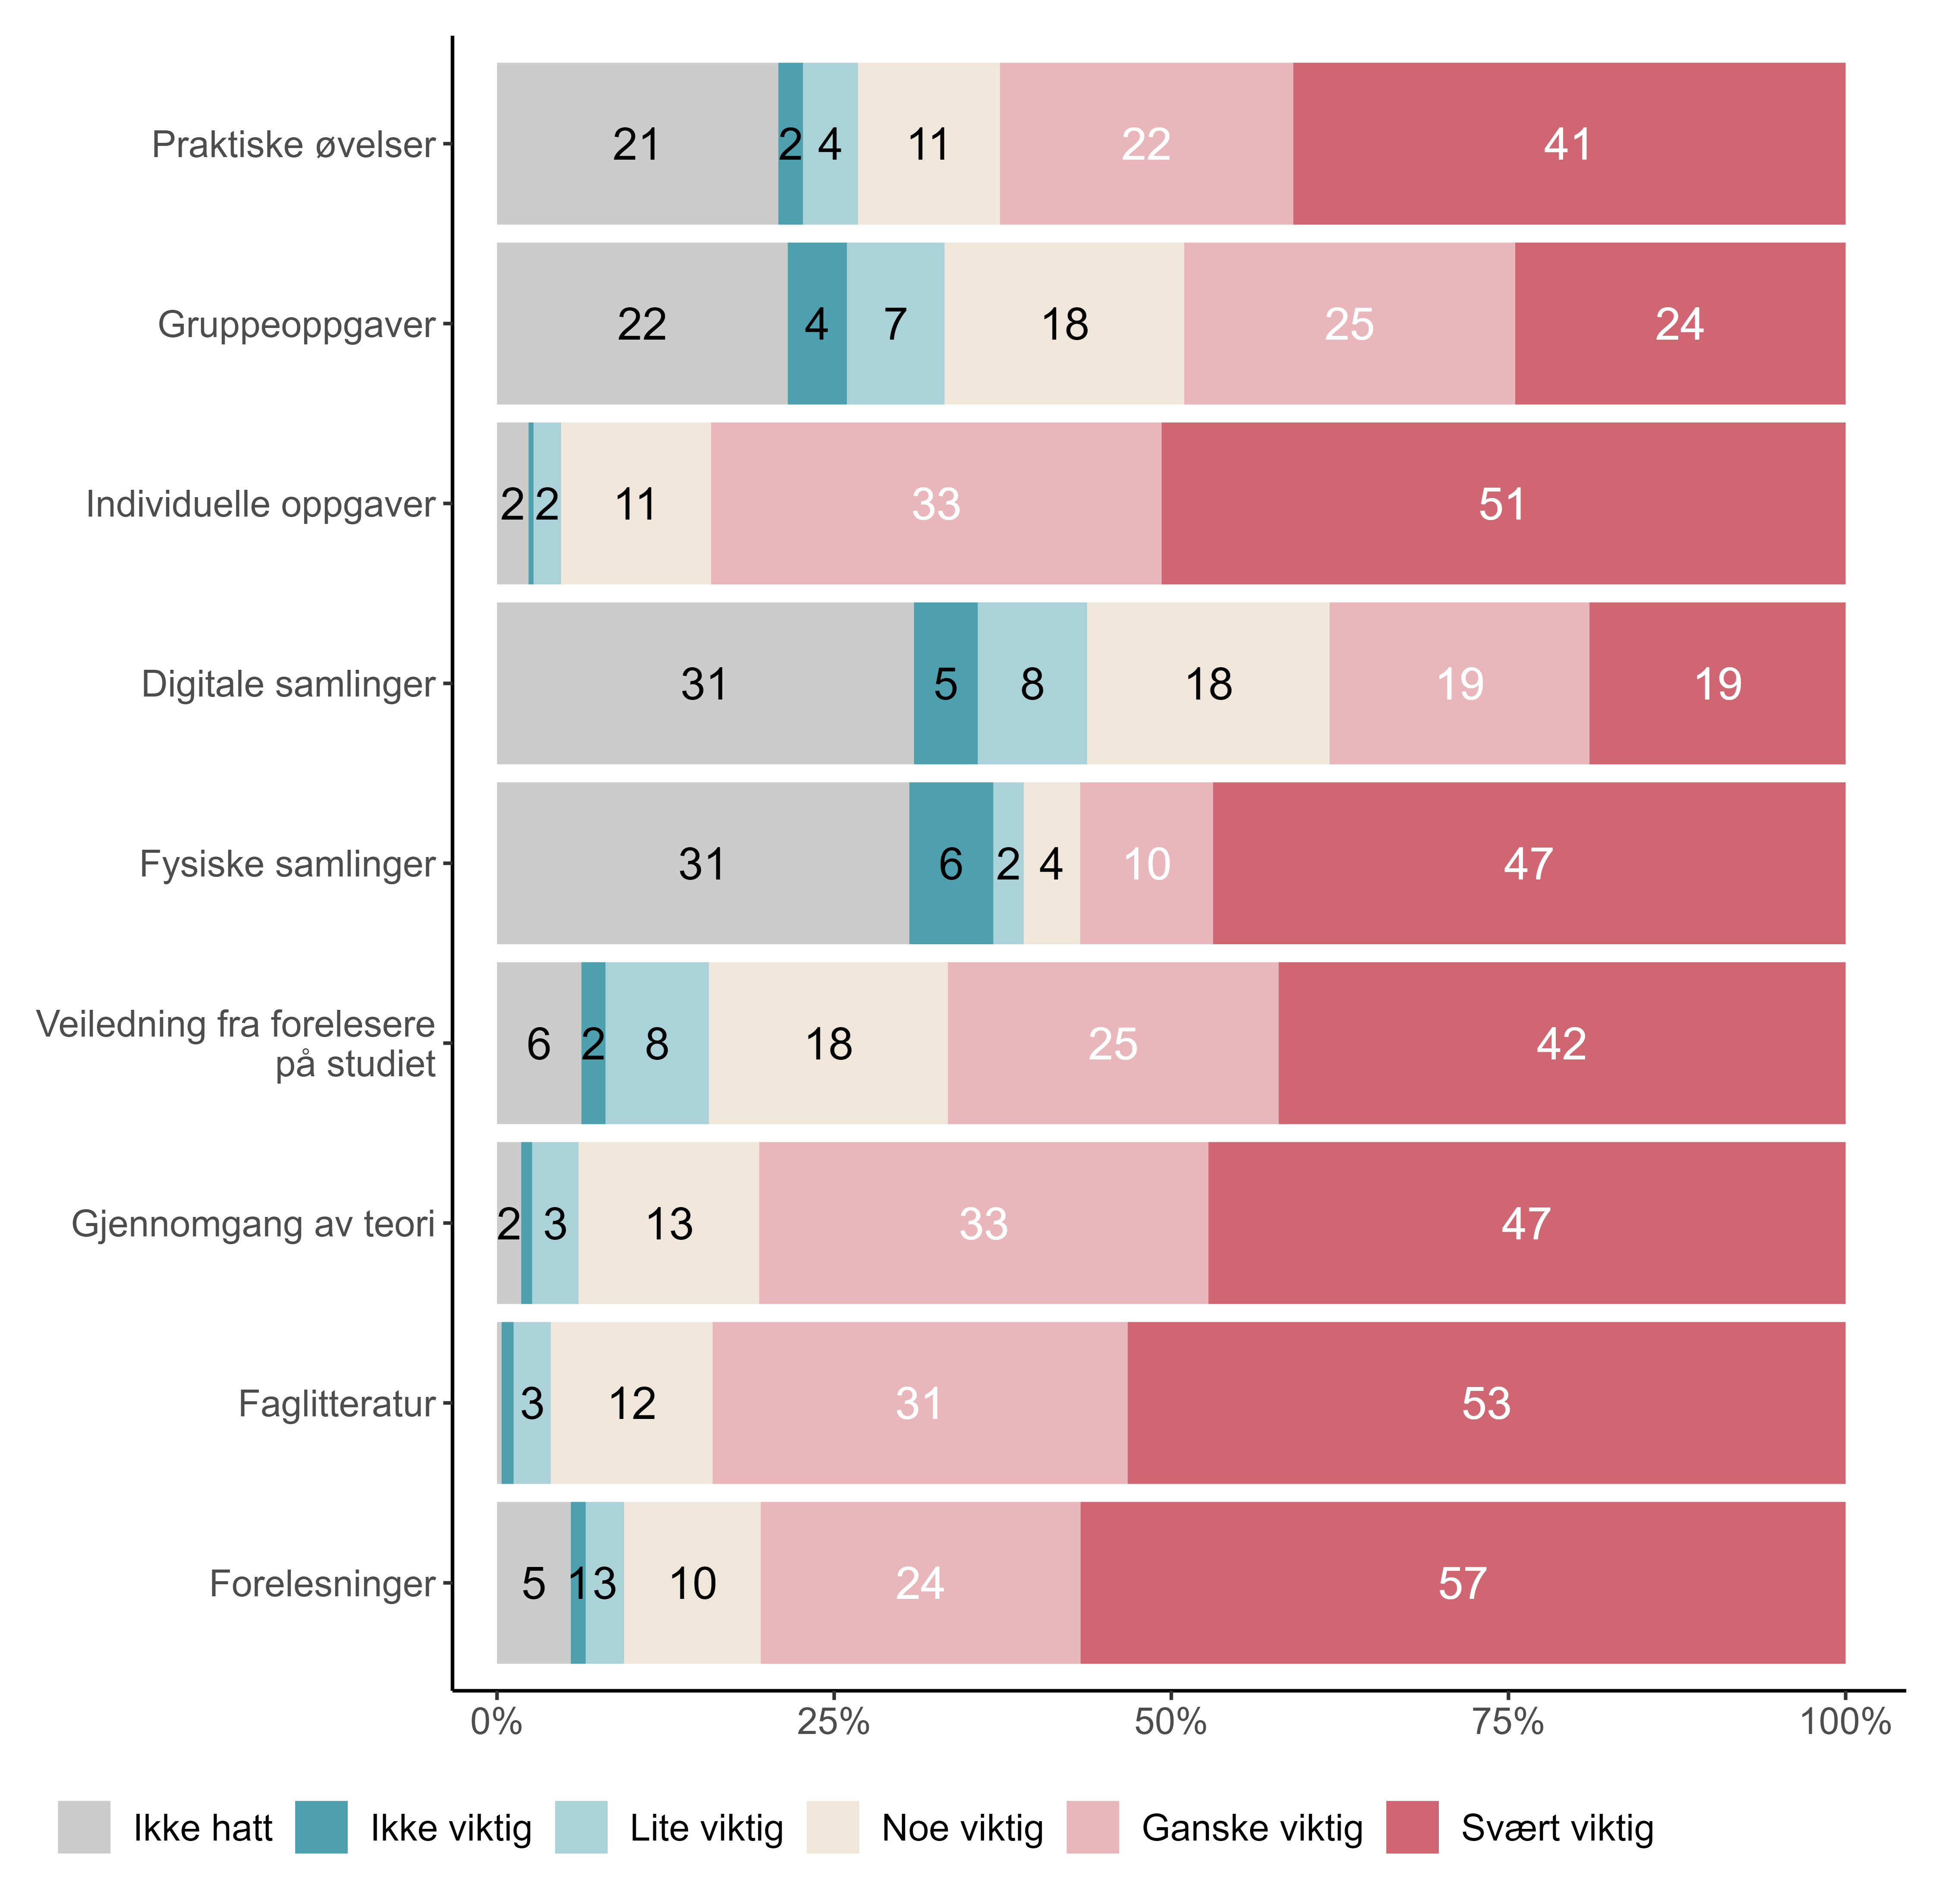 Praktiske øvelser 21 2 4 11 22 41
Gruppeoppgaver 22 4 7 18 25 24
Individuelle oppgaver 2 2 11 33 51
Digitale samlinger 31 5 8 18 19 19
Fysiske samlinger 31 6 2 4 10 47
Veiledning fra forelesere
på studiet 6 2 8 18 25 42
Gjennomgang av teori 2 3 13 33 47
Faglitteratur 3 12 31 53
Forelesninger 5 1 3 10 24 57
0% 25% 50% 75% 100%
Ikke hatt Ikke viktig Lite viktig Noe viktig Ganske viktig Svært viktig